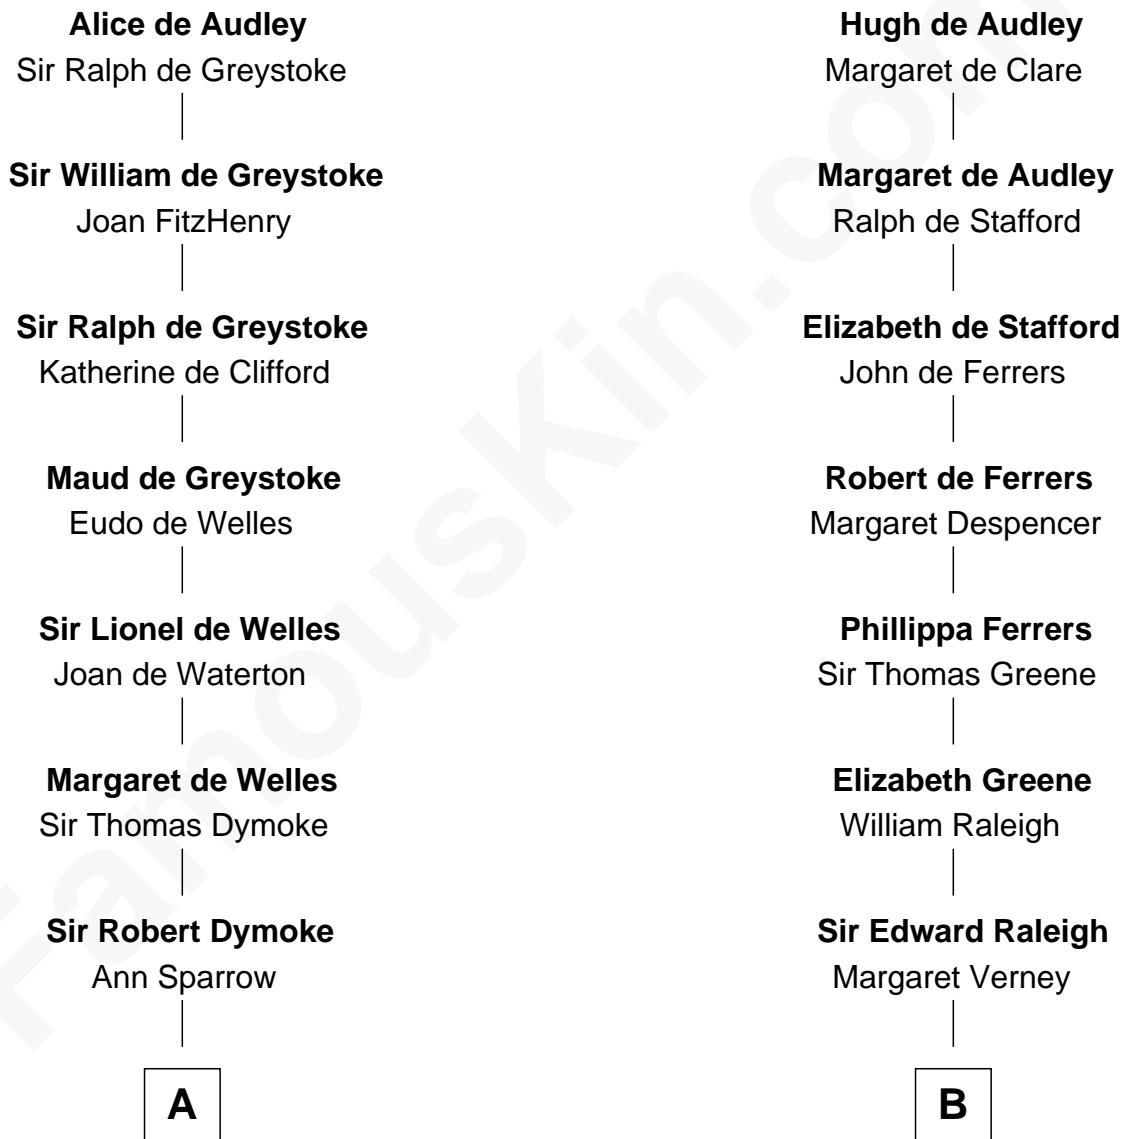 Alice de Audley
Sir Ralph de Greystoke
Sir William de Greystoke
Joan FitzHenry
Sir Ralph de Greystoke
Katherine de Clifford
Maud de Greystoke
Eudo de Welles
Sir Lionel de Welles
Joan de Waterton
Margaret de Welles
Sir Thomas Dymoke
Sir Robert Dymoke
Ann Sparrow
A
Hugh de Audley
Margaret de Clare
Margaret de Audley
Ralph de Stafford
Elizabeth de Stafford
John de Ferrers
Robert de Ferrers
Margaret Despencer
Phillippa Ferrers
Sir Thomas Greene
Elizabeth Greene
William Raleigh
Sir Edward Raleigh
Margaret Verney
B
FamousKin.com